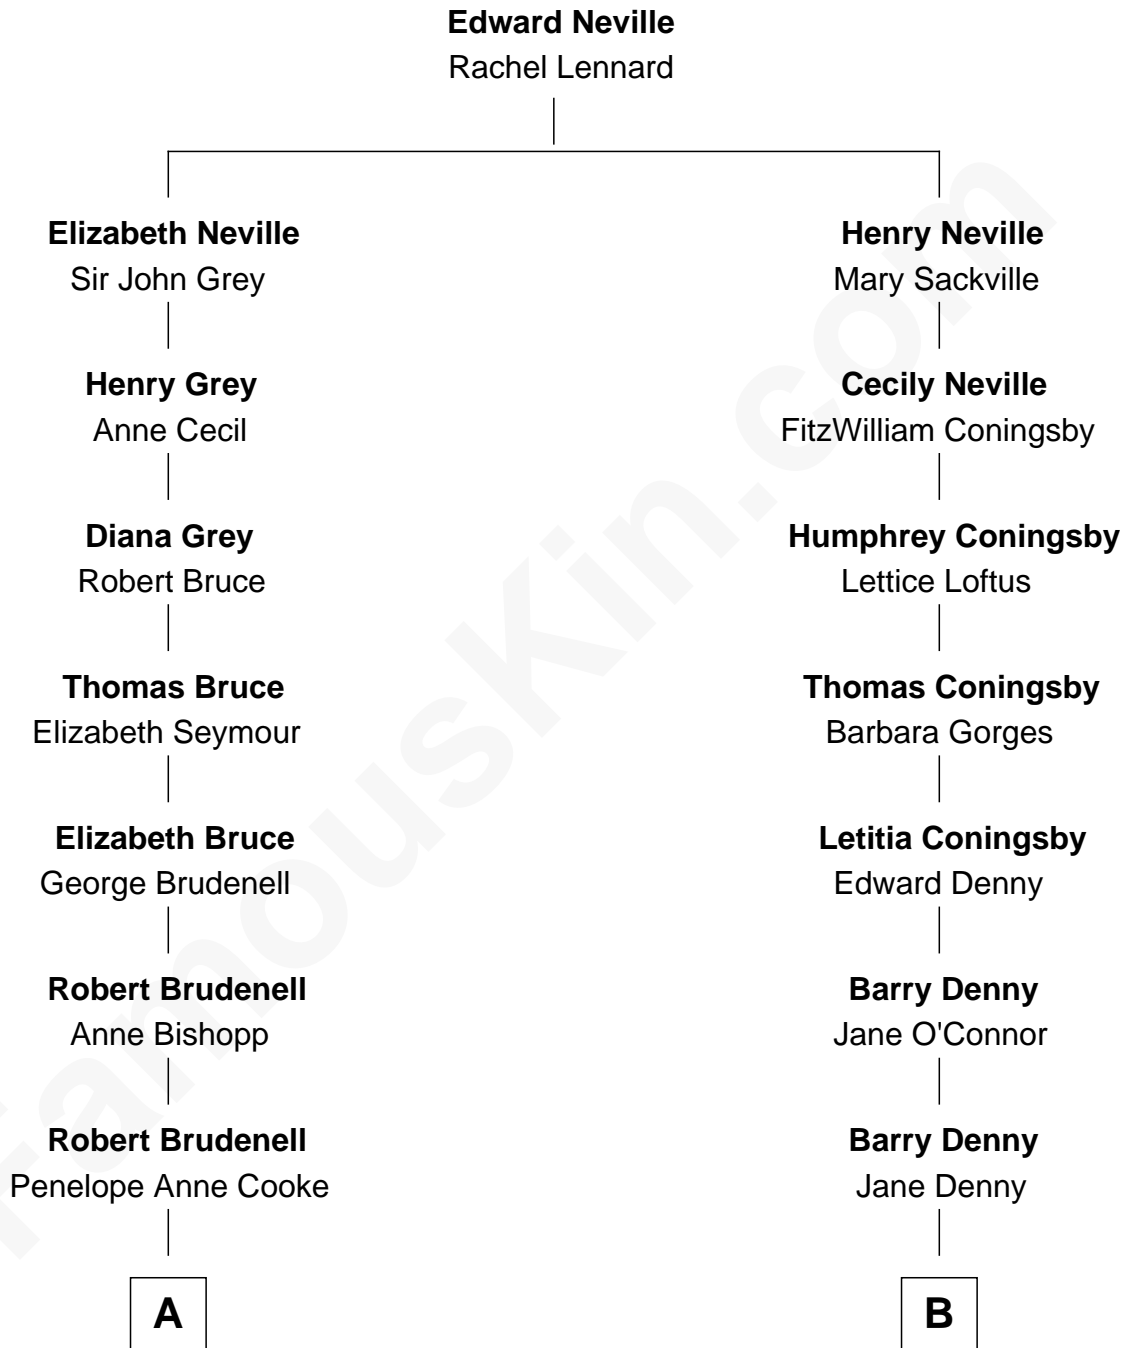 Edward Neville
Rachel Lennard
Elizabeth Neville
Sir John Grey
Henry Grey
Anne Cecil
Diana Grey
Robert Bruce
Thomas Bruce
Elizabeth Seymour
Elizabeth Bruce
George Brudenell
Robert Brudenell
Anne Bishopp
Robert Brudenell
Penelope Anne Cooke
A
Henry Neville
Mary Sackville
Cecily Neville
FitzWilliam Coningsby
Humphrey Coningsby
Lettice Loftus
Thomas Coningsby
Barbara Gorges
Letitia Coningsby
Edward Denny
Barry Denny
Jane O'Connor
Barry Denny
Jane Denny
B
FamousKin.com